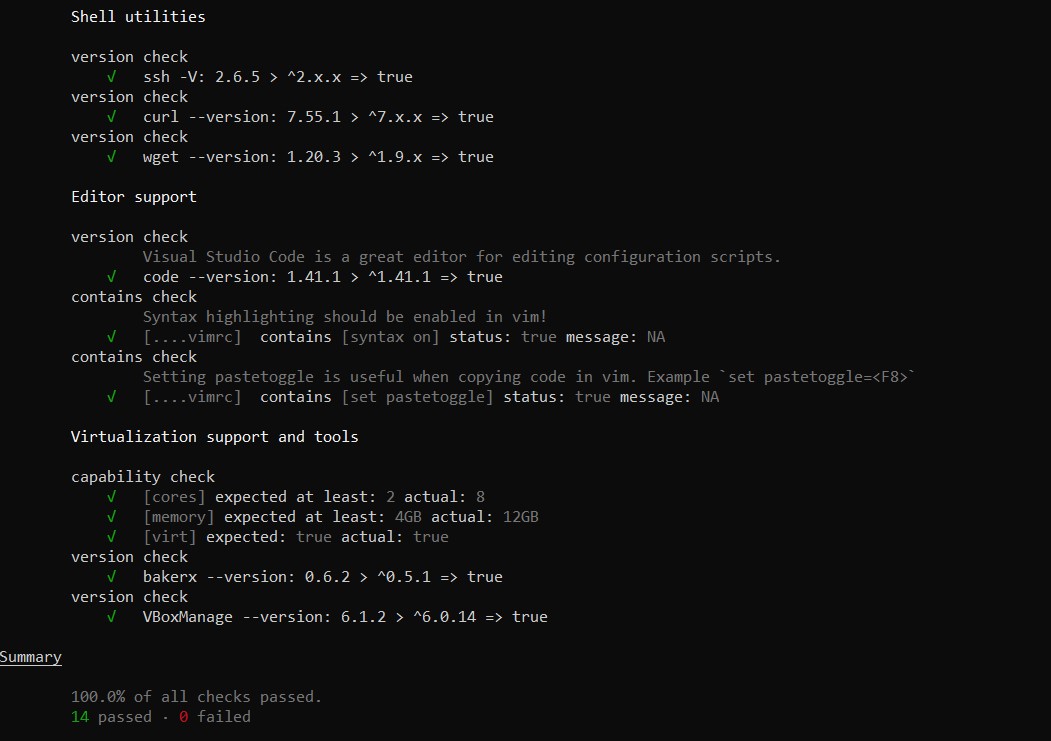 Shell utilities
version check
√ ssh -V: 2.6.5 > ^2.x.x => true
version check
√ curl --version: 7.55.1 > ^7.x.x => true
version check
√ wget --version: 1.20.3 > ^1.9.x => true
Editor support
version check
Visual Studio Code is a great editor for editing configuration scripts.
√ code --version: 1.41.1 > ^1.41.1 => true
contains check
Syntax highlighting should be enabled in vim!
√ [....vimrc]  contains [syntax on] status: true message: NA
contains check
Setting pastetoggle is useful when copying code in vim. Example `set pastetoggle=<F8>`
√ [....vimrc]  contains [set pastetoggle] status: true message: NA
Virtualization support and tools
capability check
√ [cores] expected at least: 2 actual: 8
√ [memory] expected at least: 4GB actual: 12GB
√ [virt] expected: true actual: true
version check
√ bakerx --version: 0.6.2 > ^0.5.1 => true
version check
√ VBoxManage --version: 6.1.2 > ^6.0.14 => true
Summary
100.0% of all checks passed.
14 passed · 0 failed